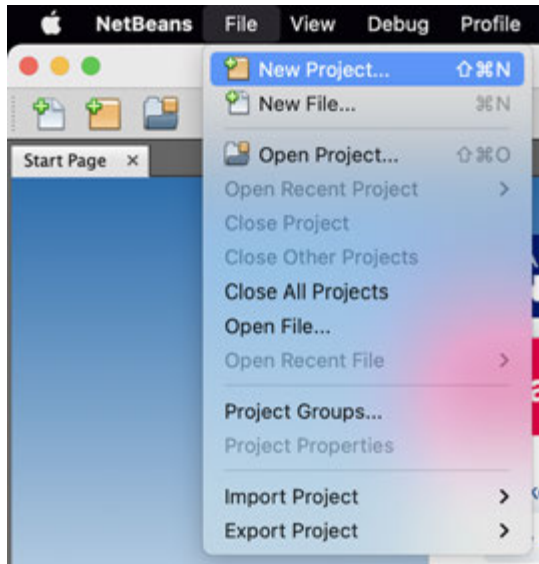 NetBeans File View Debug Profile
New Project... ⇧⌘N
New File... ⌘N
Start Page ×
Open Project... ⇧⌘O
Open Recent Project >
Close Project
Close Other Projects
Close All Projects
Open File...
Open Recent File >
Project Groups...
Project Properties
Import Project >
Export Project >